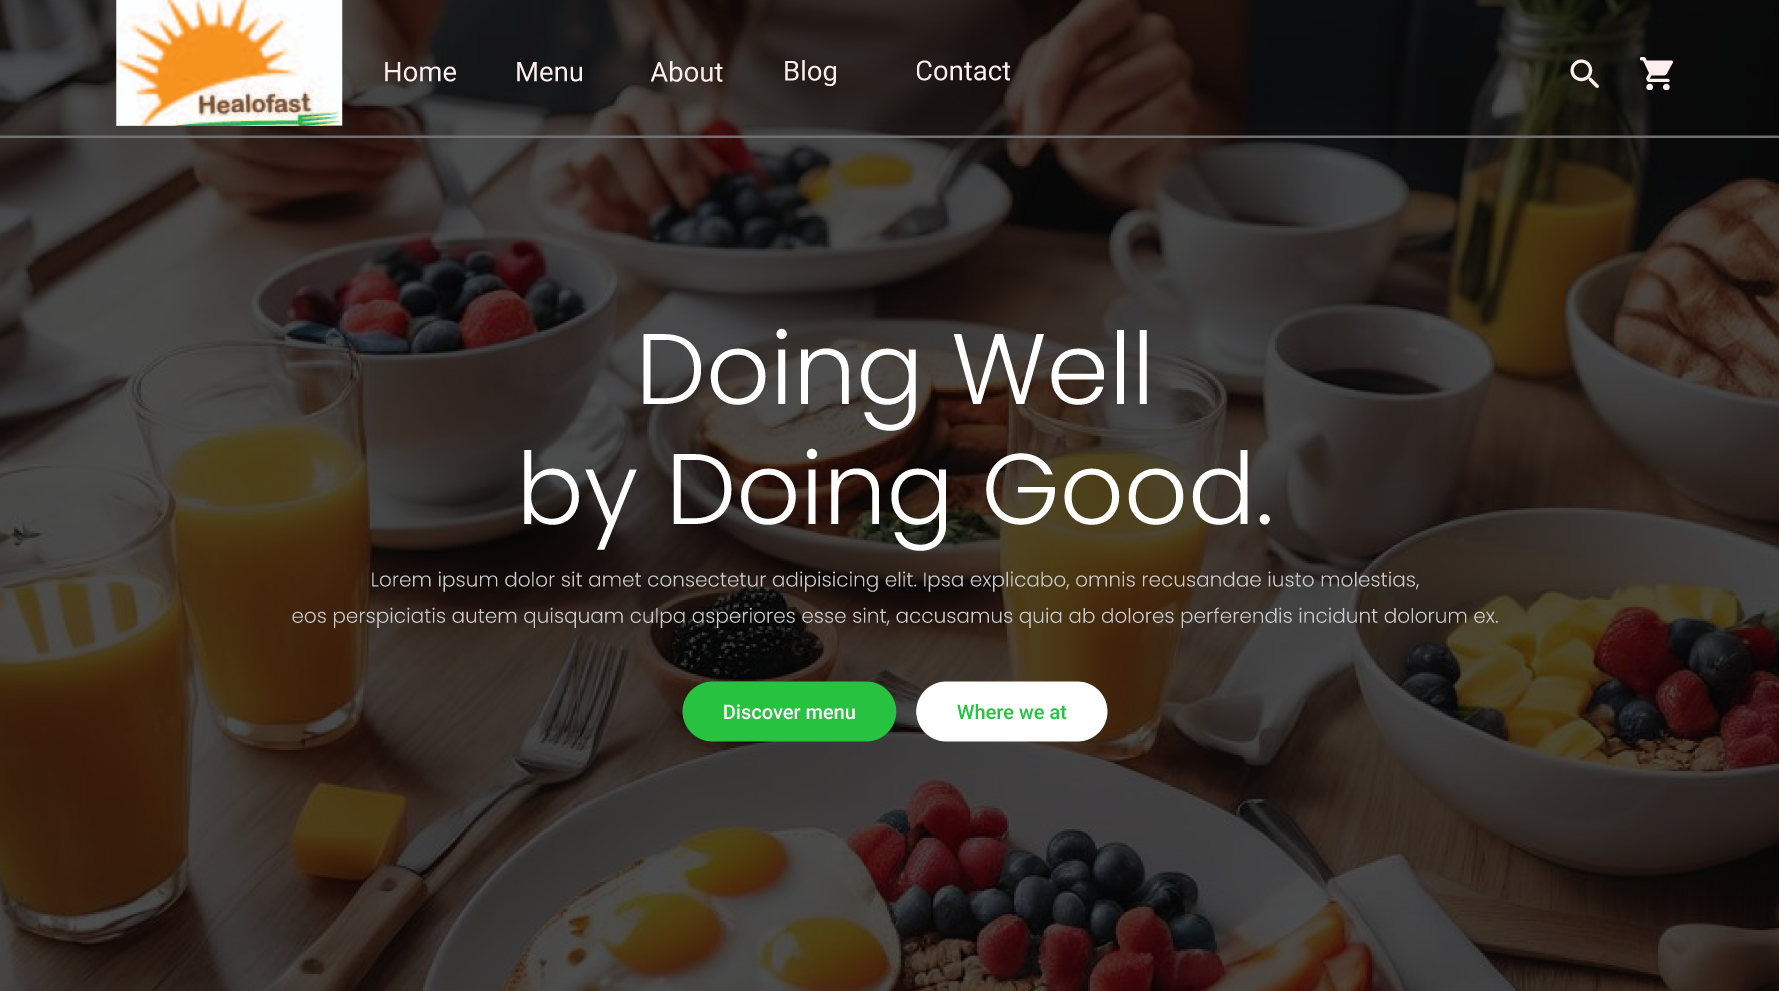 Healofast
Home Menu About Blog Contact
Doing Well
by Doing Good.
Lorem ipsum dolor sit amet consectetur adipisicing elit. Ipsa explicabo, omnis recusandae iusto molestias,
eos perspiciatis autem quisquam culpa asperiores esse sint, accusamus quia ab dolores perferendis incidunt dolorum ex.
Discover menu Where we at